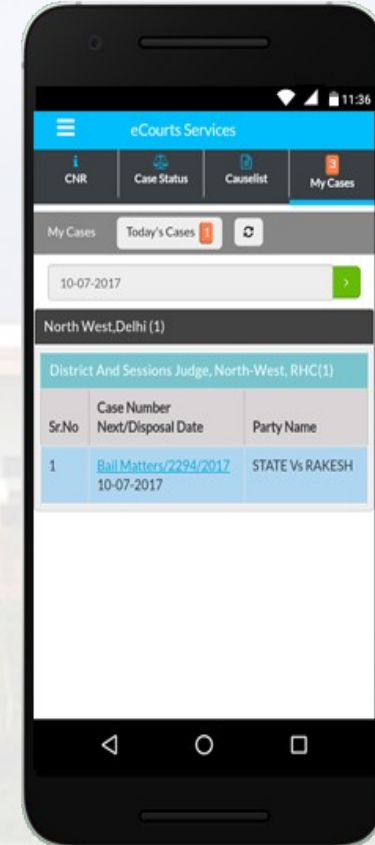 11:36
eCourts Services
i
CNR
Case Status
Causelist
3
My Cases
My Cases
Today's Cases 1
10-07-2017
North West,Delhi (1)
District And Sessions Judge, North-West, RHC(1)
Sr.No
Case Number
Next/Disposal Date
Party Name
1
Bail Matters/2294/2017
10-07-2017
STATE Vs RAKESH